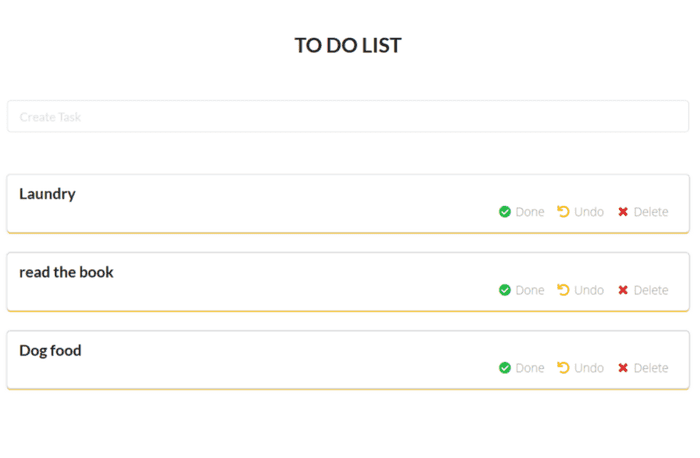 TO DO LIST
Create Task
Laundry
Done Undo Delete
read the book
Done Undo Delete
Dog food
Done Undo Delete